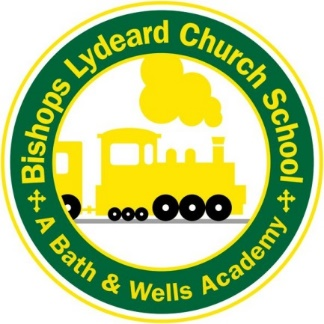 Bishops Lydeard Church School
A Bath & Wells Academy